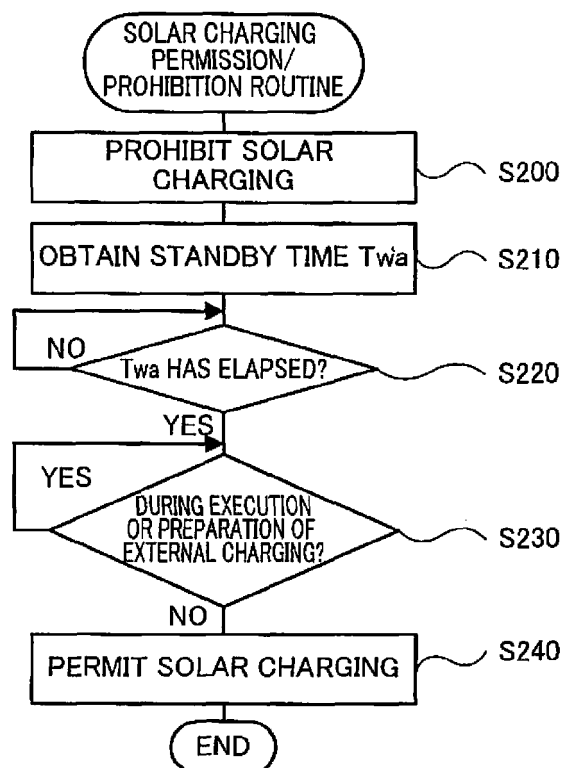 SOLAR CHARGING
PERMISSION/
PROHIBITION ROUTINE
PROHIBIT SOLAR
CHARGING
S200
OBTAIN STANDBY TIME Twa
S210
NO
Twa HAS ELAPSED?
S220
YES
YES
DURING EXECUTION
OR PREPARATION OF
EXTERNAL CHARGING?
S230
NO
PERMIT SOLAR CHARGING
S240
END